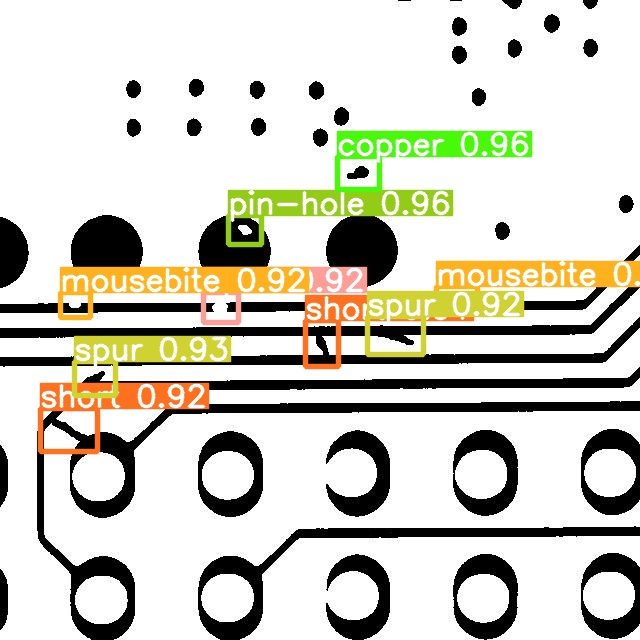 copper 0.96
pin-hole 0.96
mousebite 0.92
.92
mousebite 0.
spur 0.92
spur 0.93
short 0.92